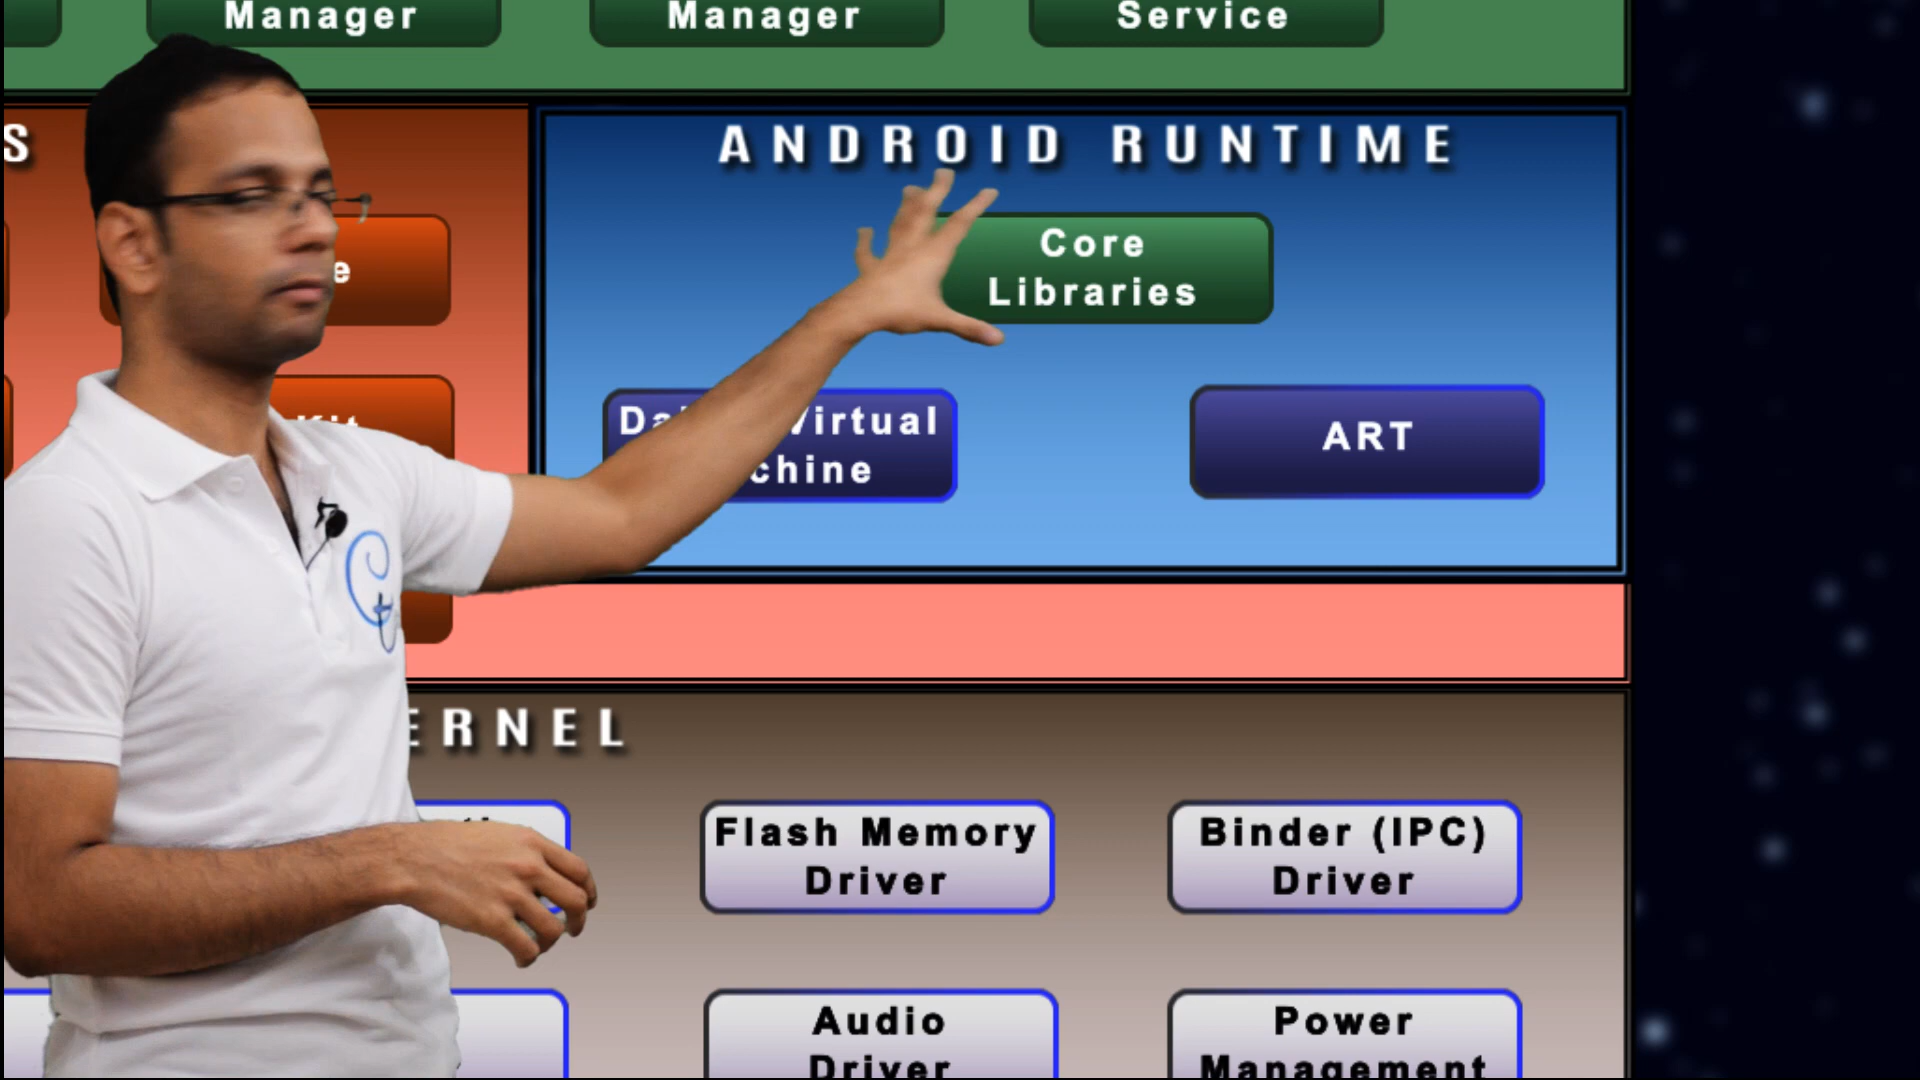 Manager
Manager
Service
S
ANDROID RUNTIME
Core
Libraries
e
Virtual
chine
ART
Kit
ERNEL
Flash Memory
Driver
Binder (IPC)
Driver
Audio
Driver
Power
Management